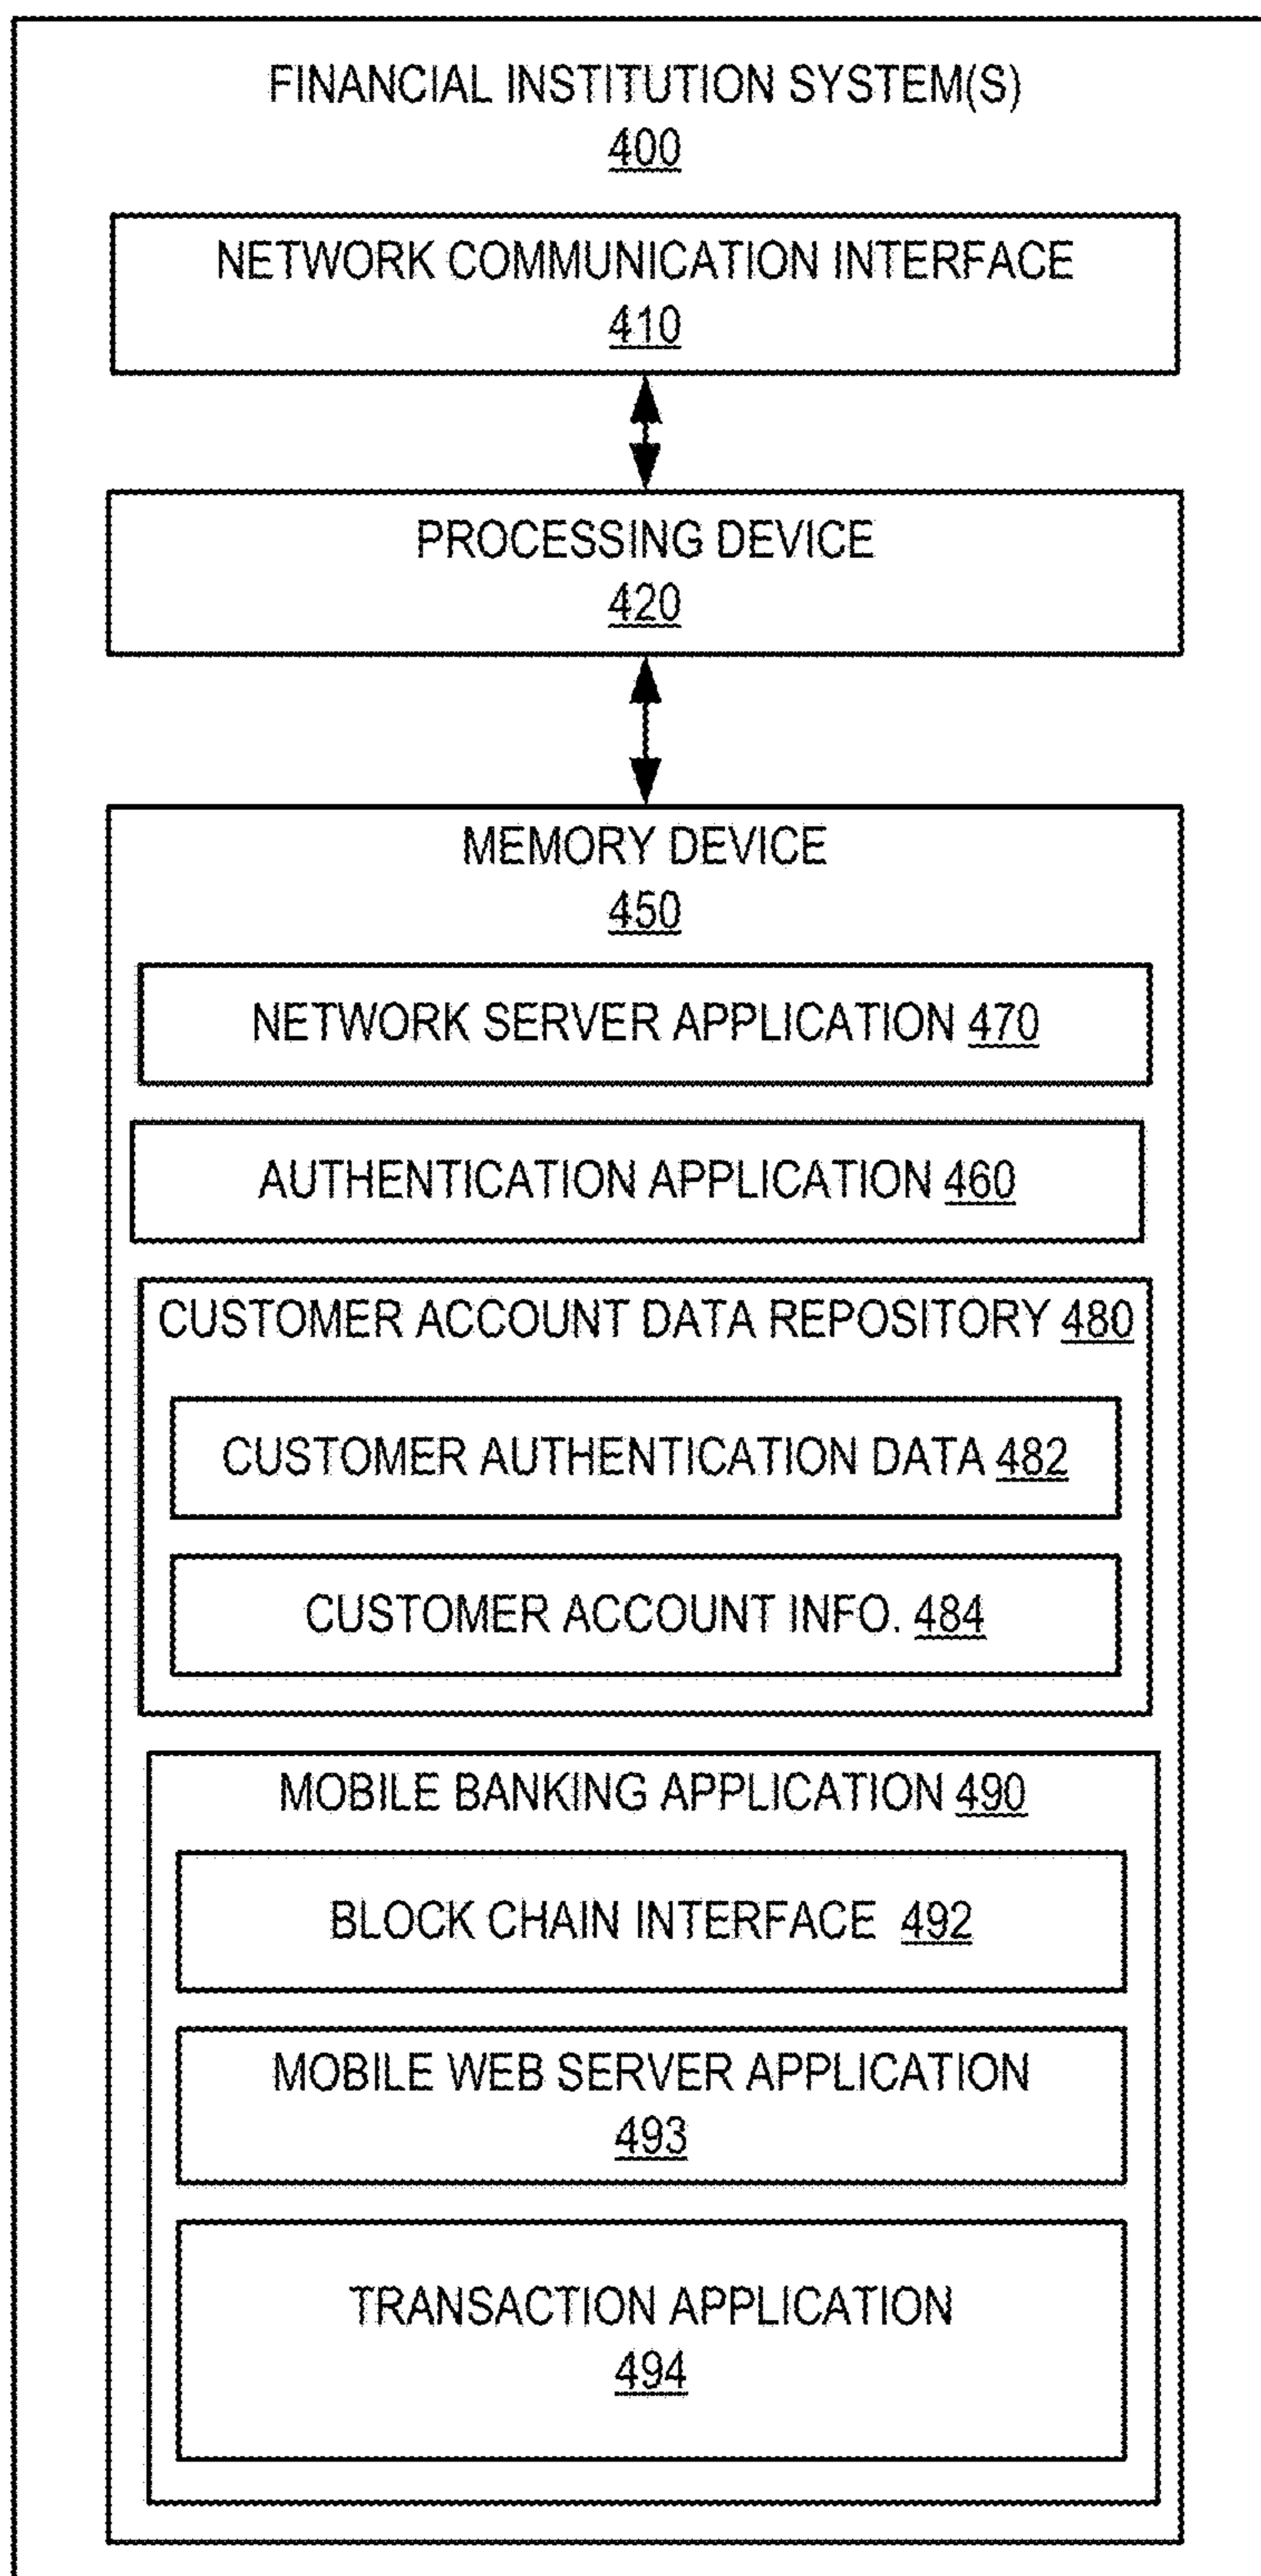 FINANCIAL INSTITUTION SYSTEM(S)
400
NETWORK COMMUNICATION INTERFACE
410
PROCESSING DEVICE
420
MEMORY DEVICE
450
NETWORK SERVER APPLICATION 470
AUTHENTICATION APPLICATION 460
CUSTOMER ACCOUNT DATA REPOSITORY 480
CUSTOMER AUTHENTICATION DATA 482
CUSTOMER ACCOUNT INFO. 484
MOBILE BANKING APPLICATION 490
BLOCK CHAIN INTERFACE 492
MOBILE WEB SERVER APPLICATION
493
TRANSACTION APPLICATION
494